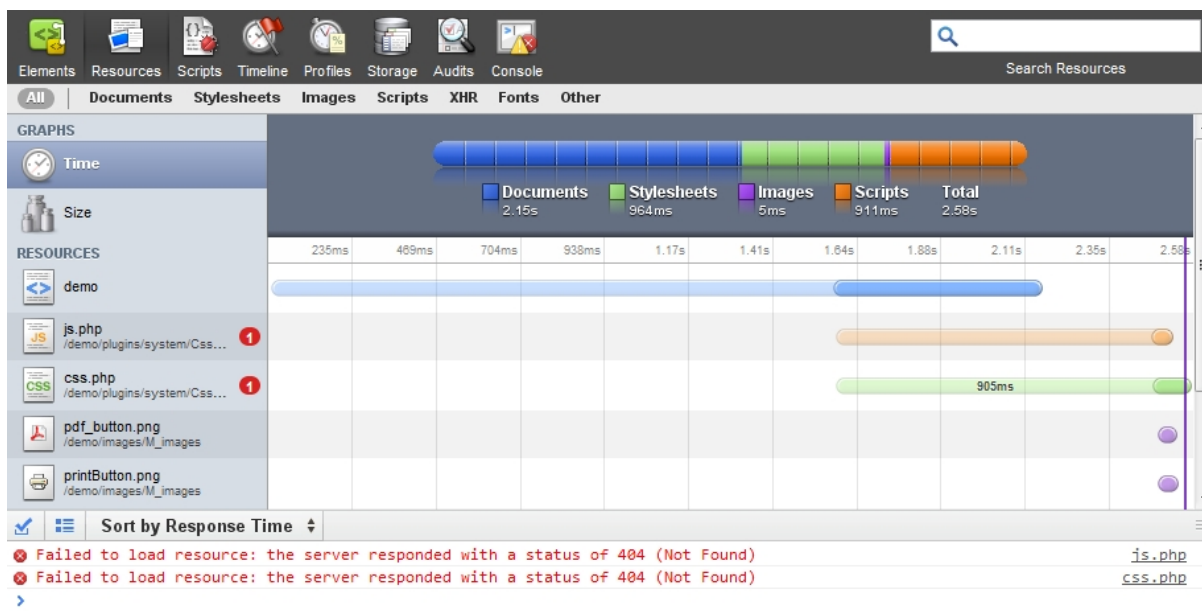 Elements Resources Scripts Timeline Profiles Storage Audits Console
Search Resources
All Documents Stylesheets Images Scripts XHR Fonts Other
GRAPHS
Time
Size
Documents Stylesheets Images Scripts Total
2.15s 964ms 5ms 911ms 2.58s
RESOURCES
235ms 469ms 704ms 938ms 1.17s 1.41s 1.64s 1.88s 2.11s 2.35s 2.58s
demo
js.php
/demo/plugins/system/Css...
1
css.php
/demo/plugins/system/Css...
1
905ms
pdf_button.png
/demo/images/M_images
printButton.png
/demo/images/M_images
Sort by Response Time
Failed to load resource: the server responded with a status of 404 (Not Found) js.php
Failed to load resource: the server responded with a status of 404 (Not Found) css.php
>